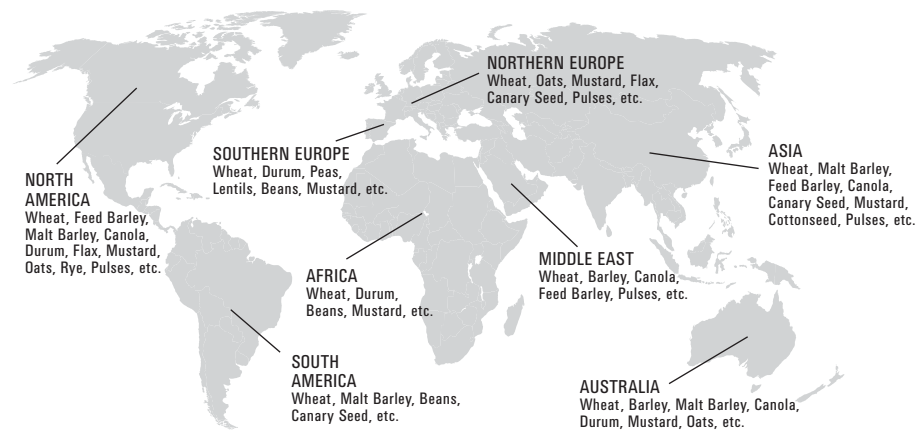 NORTHERN EUROPE
Wheat, Oats, Mustard, Flax,
Canary Seed, Pulses, etc.
SOUTHERN EUROPE
Wheat, Durum, Peas,
Lentils, Beans, Mustard, etc.
ASIA
Wheat, Malt Barley,
Feed Barley, Canola,
Canary Seed, Mustard,
Cottonseed, Pulses, etc.
NORTH
AMERICA
Wheat, Feed Barley,
Malt Barley, Canola,
Durum, Flax, Mustard,
Oats, Rye, Pulses, etc.
MIDDLE EAST
Wheat, Barley, Canola,
Feed Barley, Pulses, etc.
AFRICA
Wheat, Durum,
Beans, Mustard, etc.
SOUTH
AMERICA
Wheat, Malt Barley, Beans,
Canary Seed, etc.
AUSTRALIA
Wheat, Barley, Malt Barley, Canola,
Durum, Mustard, Oats, etc.